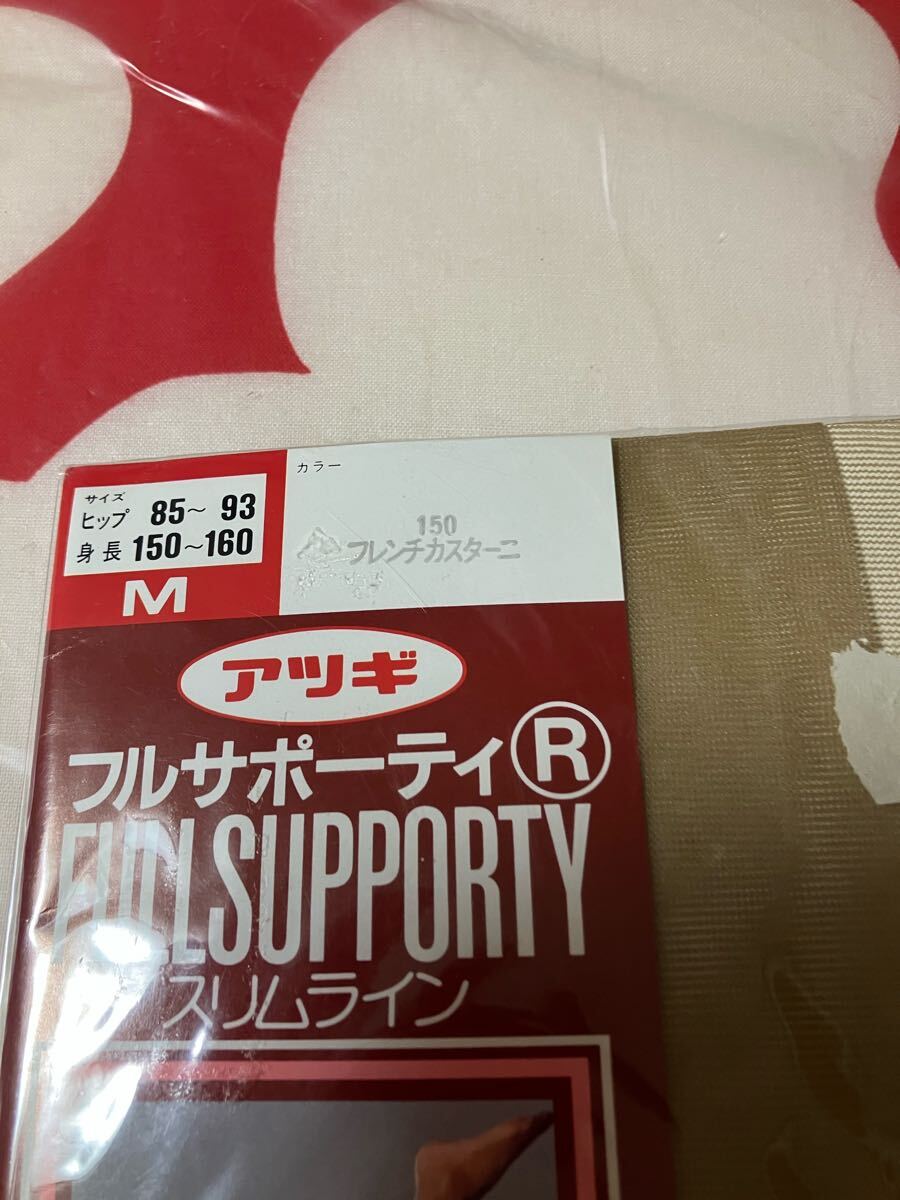 サイズ
ヒップ 85～93
身長 150～160
M
カラー
150
フレンチカスターニ
アツギ
フルサポーティ®
FULLSUPPORTY
スリムライン